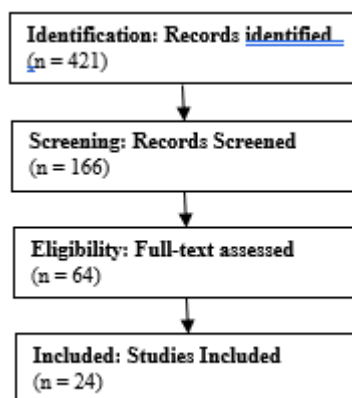 Identification: Records identified
(n = 421)
Screening: Records Screened
(n = 166)
Eligibility: Full-text assessed
(n = 64)
Included: Studies Included
(n = 24)